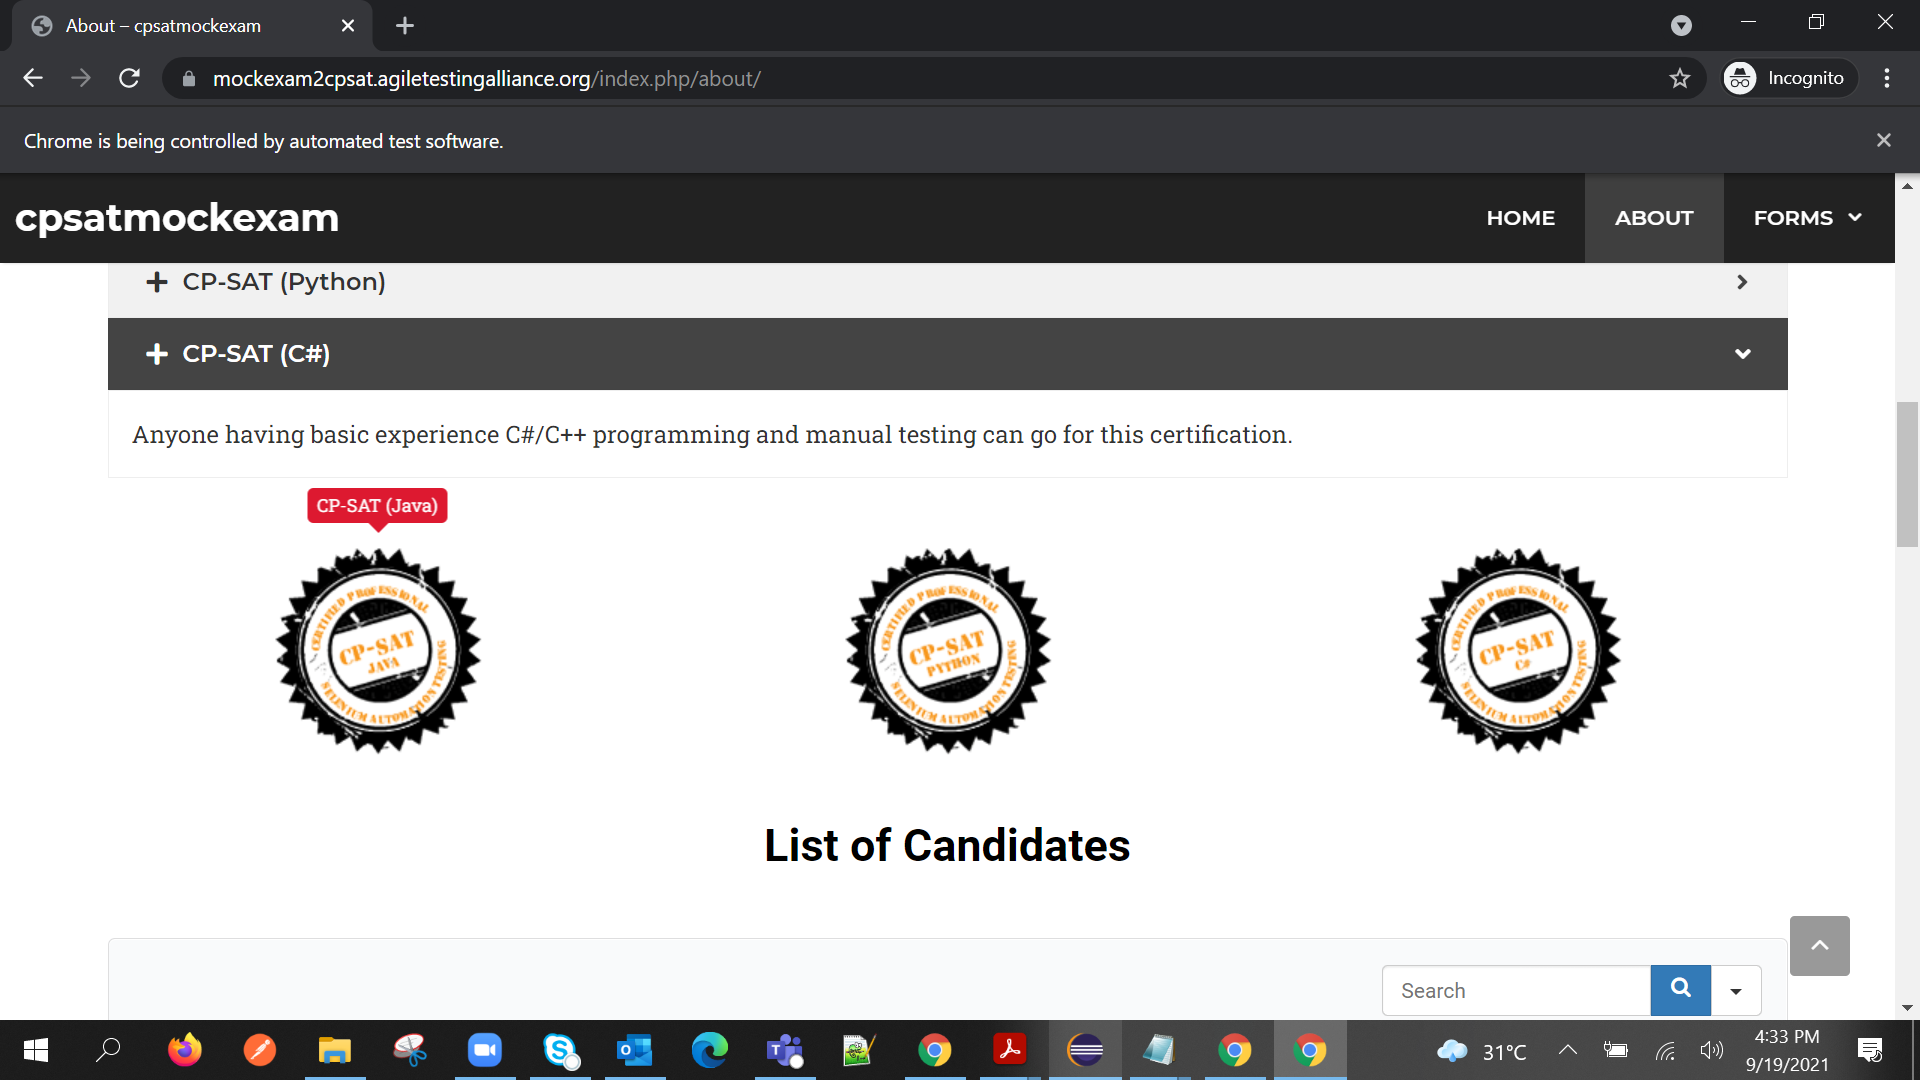 About – cpsatmockexam
mockexam2cpsat.agiletestingalliance.org/index.php/about/
Incognito
Chrome is being controlled by automated test software.
cpsatmockexam
HOME
ABOUT
FORMS
CP-SAT (Python)
CP-SAT (C#)
Anyone having basic experience C#/C++ programming and manual testing can go for this certification.
CP-SAT (Java)
CERTIFIED PROFESSIONAL
CP-SAT
JAVA
SELENIUM AUTOMATION TESTING
CERTIFIED PROFESSIONAL
CP-SAT
PYTHON
SELENIUM AUTOMATION TESTING
CERTIFIED PROFESSIONAL
CP-SAT
C#
SELENIUM AUTOMATION TESTING
List of Candidates
Search
31°C
4:33 PM
9/19/2021